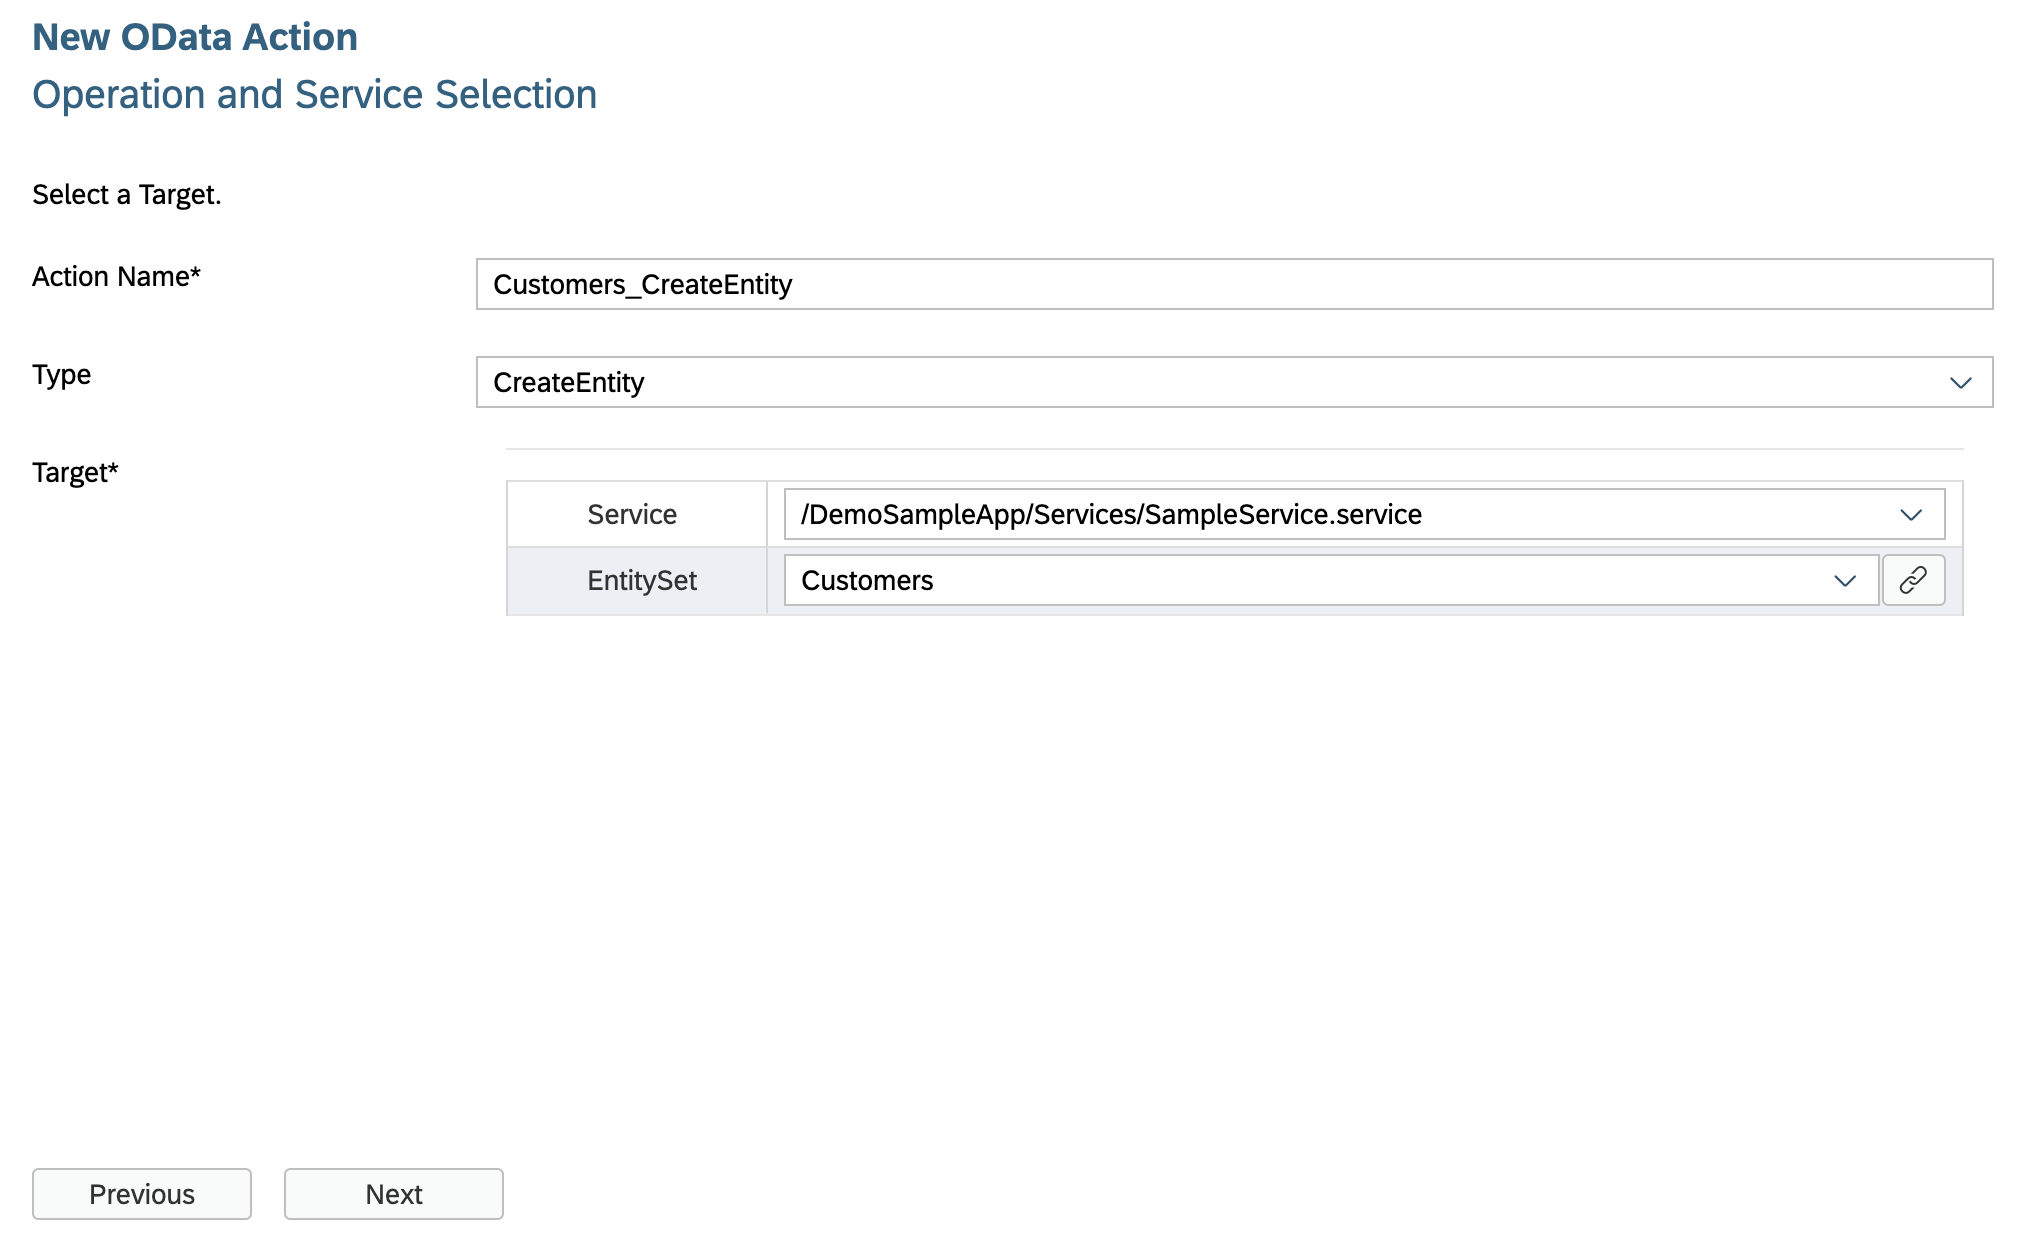 New OData Action
Operation and Service Selection
Select a Target.
Action Name* Customers_CreateEntity
Type CreateEntity
Target*
Service /DemoSampleApp/Services/SampleService.service
EntitySet Customers
Previous Next